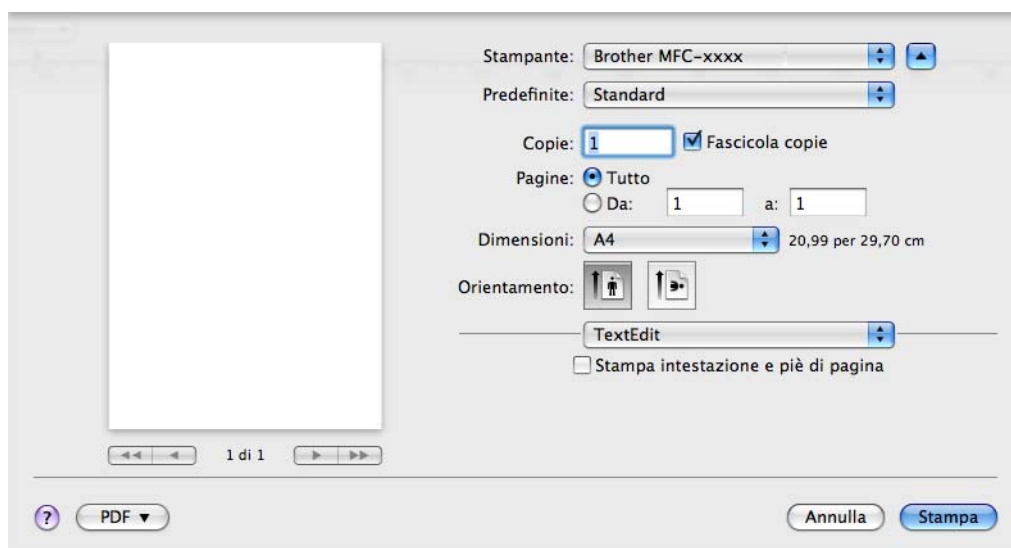 Stampante: Brother MFC-xxxx
Predefinite: Standard
Copie: 1 Fascicola copie
Pagine: Tutto
Da: 1 a: 1
Dimensioni: A4 20,99 per 29,70 cm
Orientamento:
TextEdit
Stampa intestazione e piè di pagina
1 di 1
? PDF ▼ Annulla Stampa